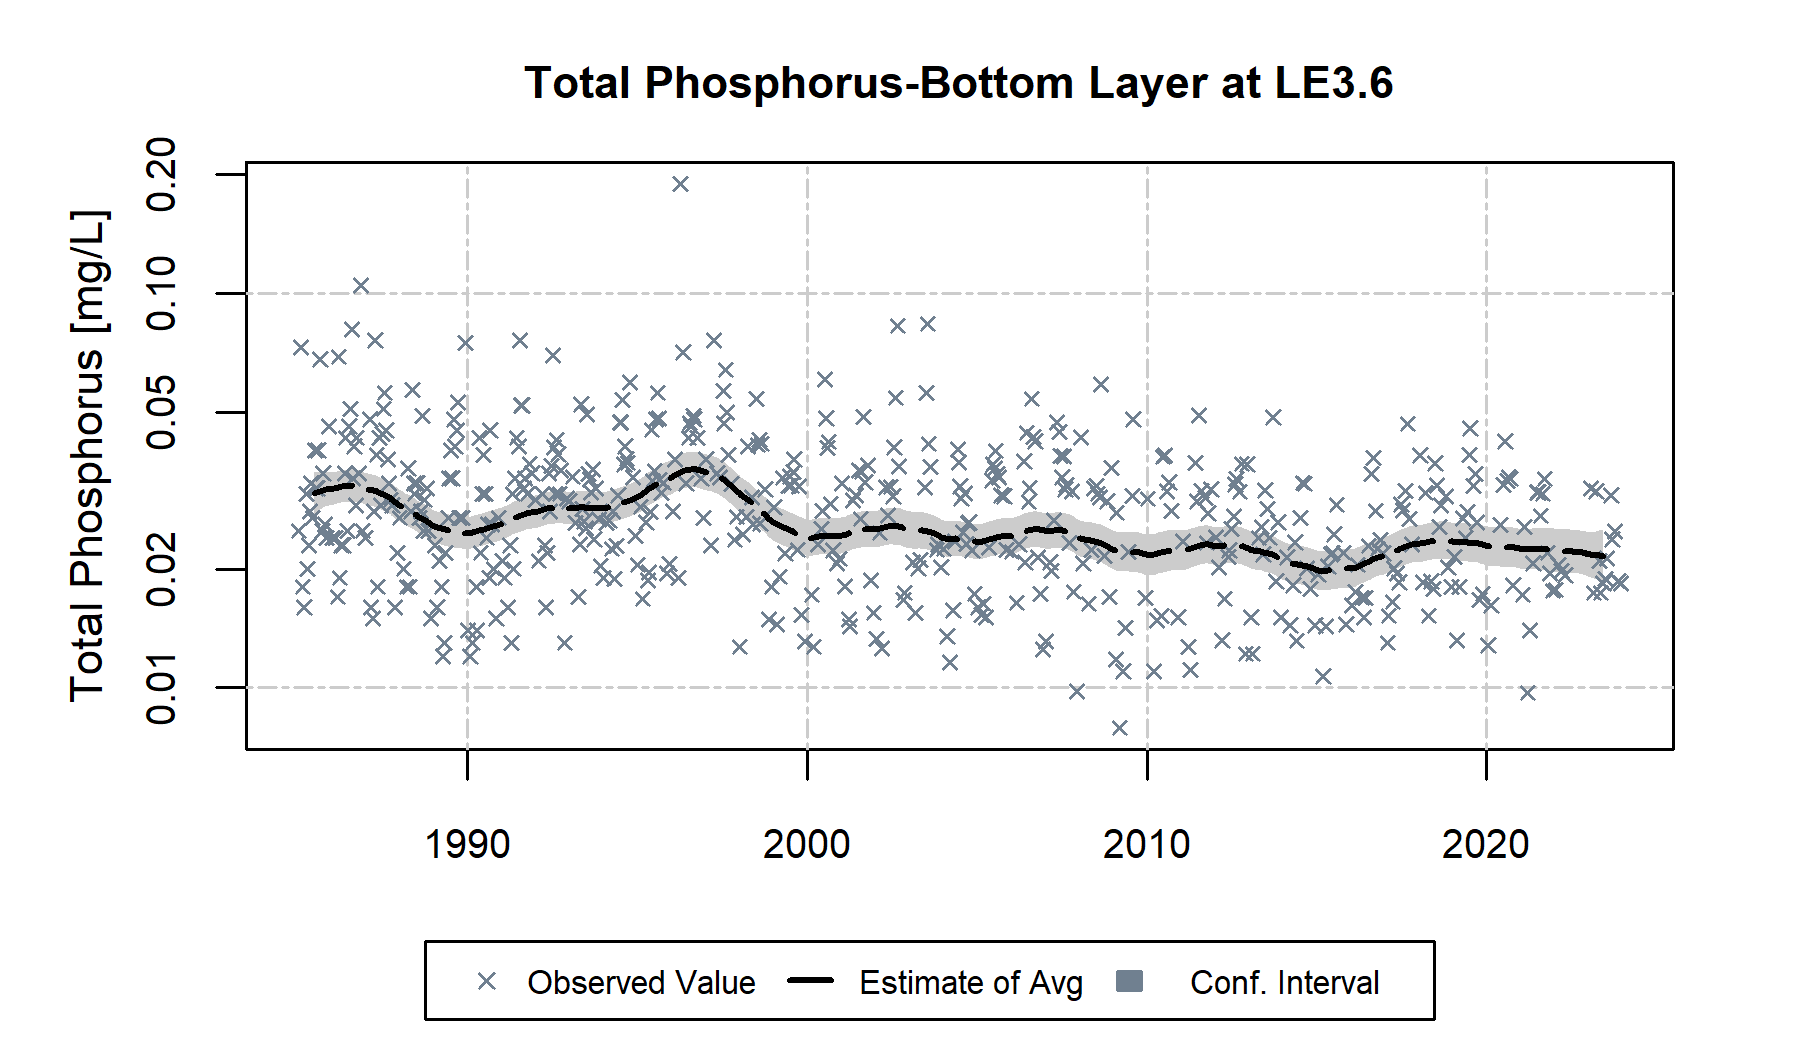 Total Phosphorus-Bottom Layer at LE3.6
Total Phosphorus [mg/L]
0.20
0.10
0.05
0.02
0.01
1990 2000 2010 2020
Observed Value Estimate of Avg Conf. Interval